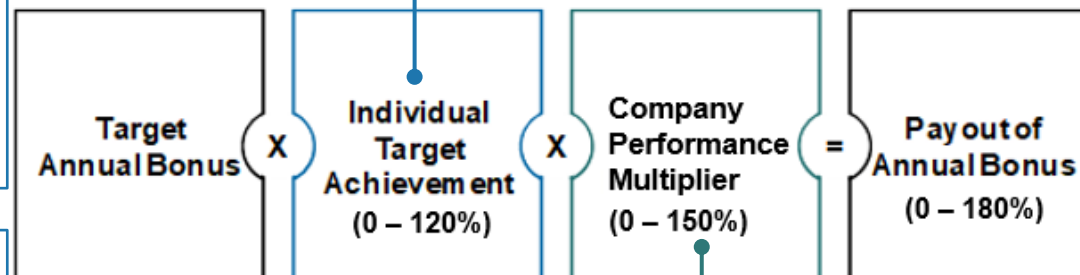 Target
Annual Bonus
X
Individual
Target
Achievement
(0 – 120%)
X
Company
Performance
Multiplier
(0 – 150%)
=
Payout of
Annual Bonus
(0 – 180%)